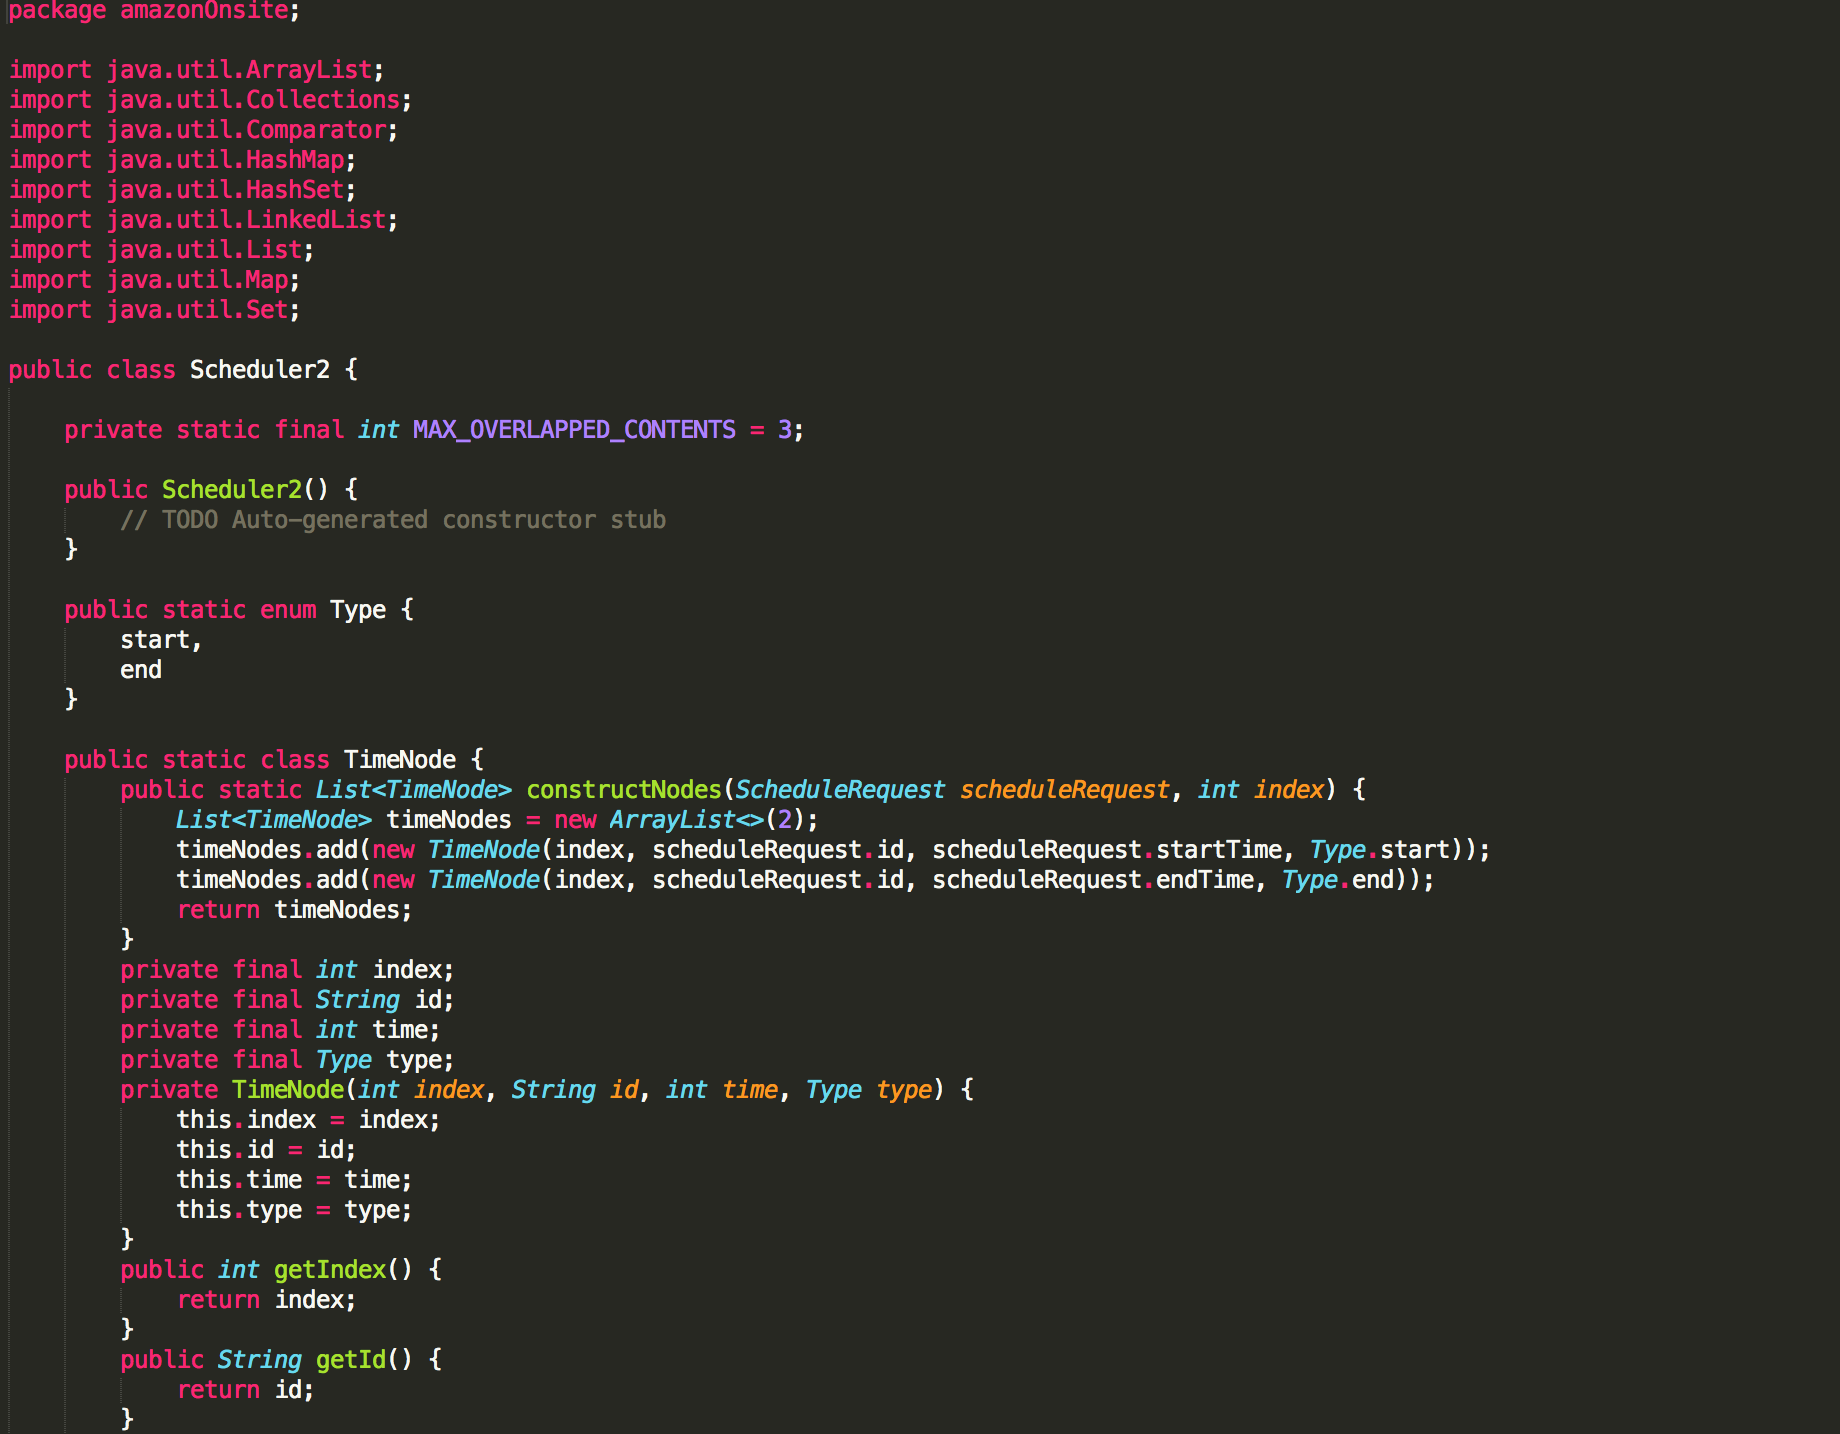 package amazonOnsite;
import java.util.ArrayList;
import java.util.Collections;
import java.util.Comparator;
import java.util.HashMap;
import java.util.HashSet;
import java.util.LinkedList;
import java.util.List;
import java.util.Map;
import java.util.Set;
public class Scheduler2 {
private static final int MAX_OVERLAPPED_CONTENTS = 3;
public Scheduler2() {
// TODO Auto-generated constructor stub
}
public static enum Type {
start,
end
}
public static class TimeNode {
public static List<TimeNode> constructNodes(ScheduleRequest scheduleRequest, int index) {
List<TimeNode> timeNodes = new ArrayList<>(2);
timeNodes.add(new TimeNode(index, scheduleRequest.id, scheduleRequest.startTime, Type.start));
timeNodes.add(new TimeNode(index, scheduleRequest.id, scheduleRequest.endTime, Type.end));
return timeNodes;
}
private final int index;
private final String id;
private final int time;
private final Type type;
private TimeNode(int index, String id, int time, Type type) {
this.index = index;
this.id = id;
this.time = time;
this.type = type;
}
public int getIndex() {
return index;
}
public String getId() {
return id;
}